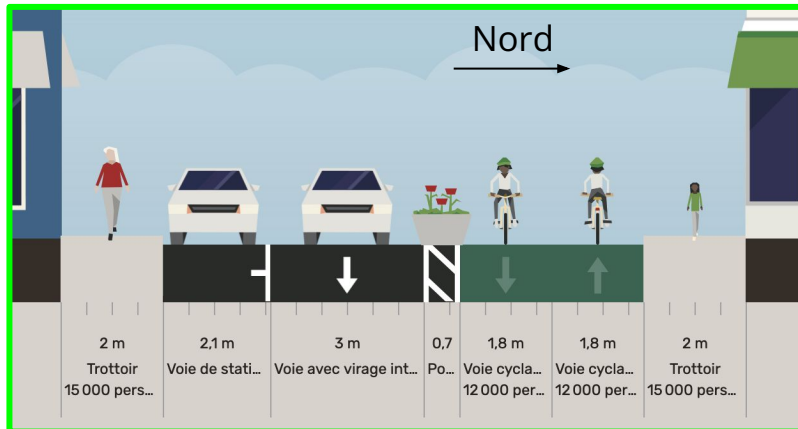 Nord
2 m
Trottoir
15 000 pers...
2,1 m
Voie de stati...
3 m
Voie avec virage int...
0,7
Po...
1,8 m
Voie cycla...
12 000 per...
1,8 m
Voie cycla...
12 000 per...
2 m
Trottoir
15 000 pers...